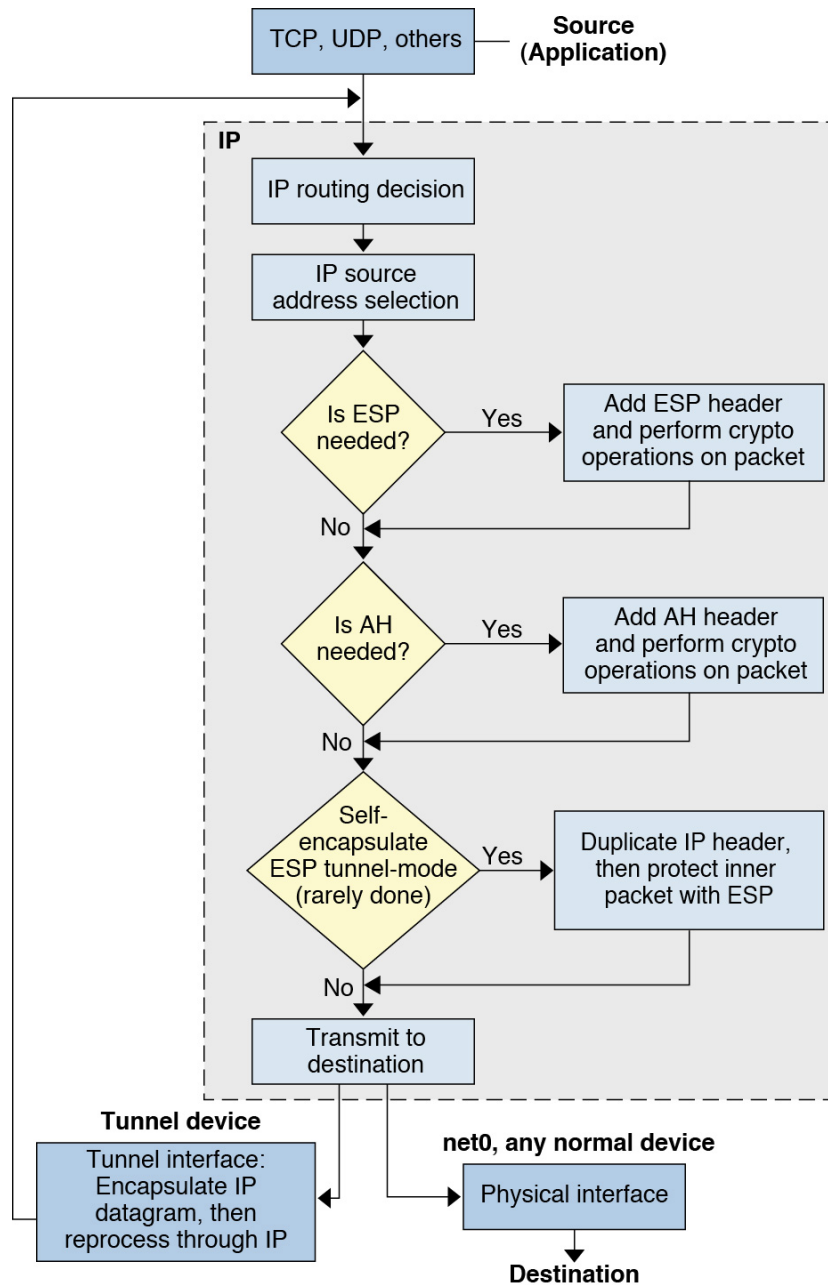 TCP, UDP, others
Source
(Application)
IP
IP routing decision
IP source
address selection
Is ESP
needed?
Yes
Add ESP header
and perform crypto
operations on packet
No
Is AH
needed?
Yes
Add AH header
and perform crypto
operations on packet
No
Self-
encapsulate
ESP tunnel-mode
(rarely done)
Yes
Duplicate IP header,
then protect inner
packet with ESP
No
Transmit to
destination
Tunnel device
Tunnel interface:
Encapsulate IP
datagram, then
reprocess through IP
net0, any normal device
Physical interface
Destination